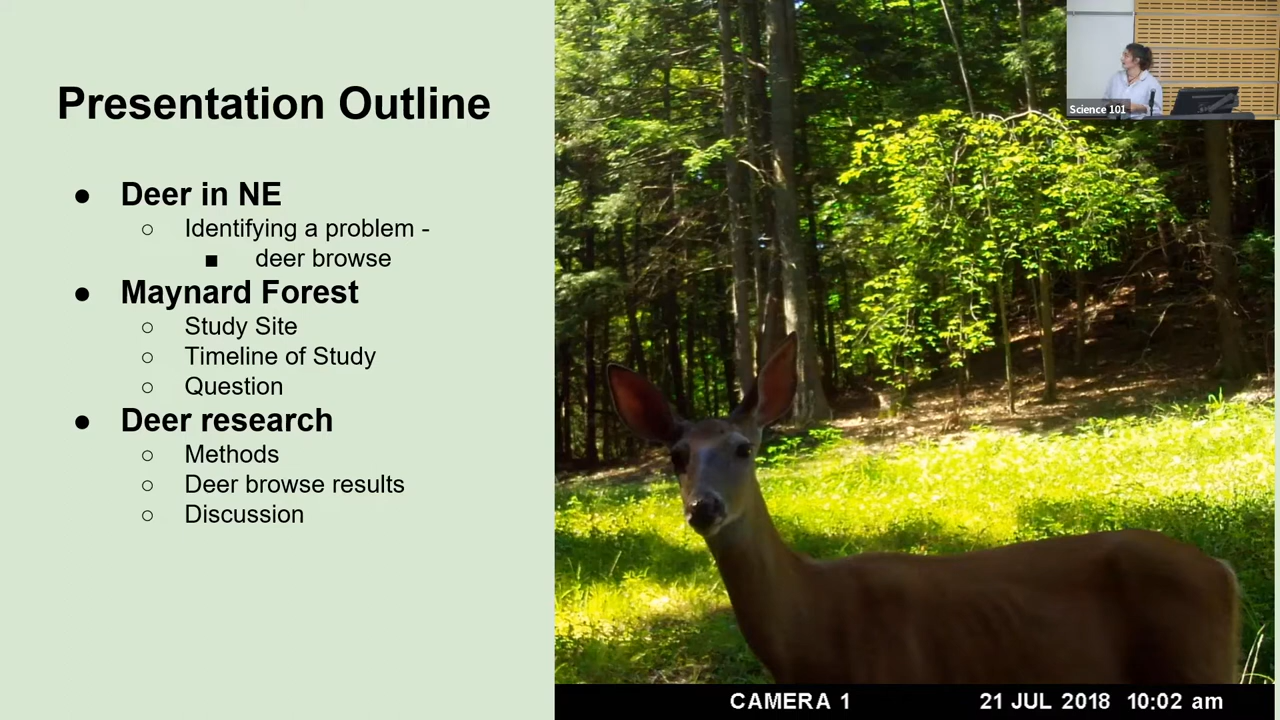 Presentation Outline
● Deer in NE
○ Identifying a problem -
■ deer browse
● Maynard Forest
○ Study Site
○ Timeline of Study
○ Question
● Deer research
○ Methods
○ Deer browse results
○ Discussion
Science 101
CAMERA 1 21 JUL 2018 10:02 am